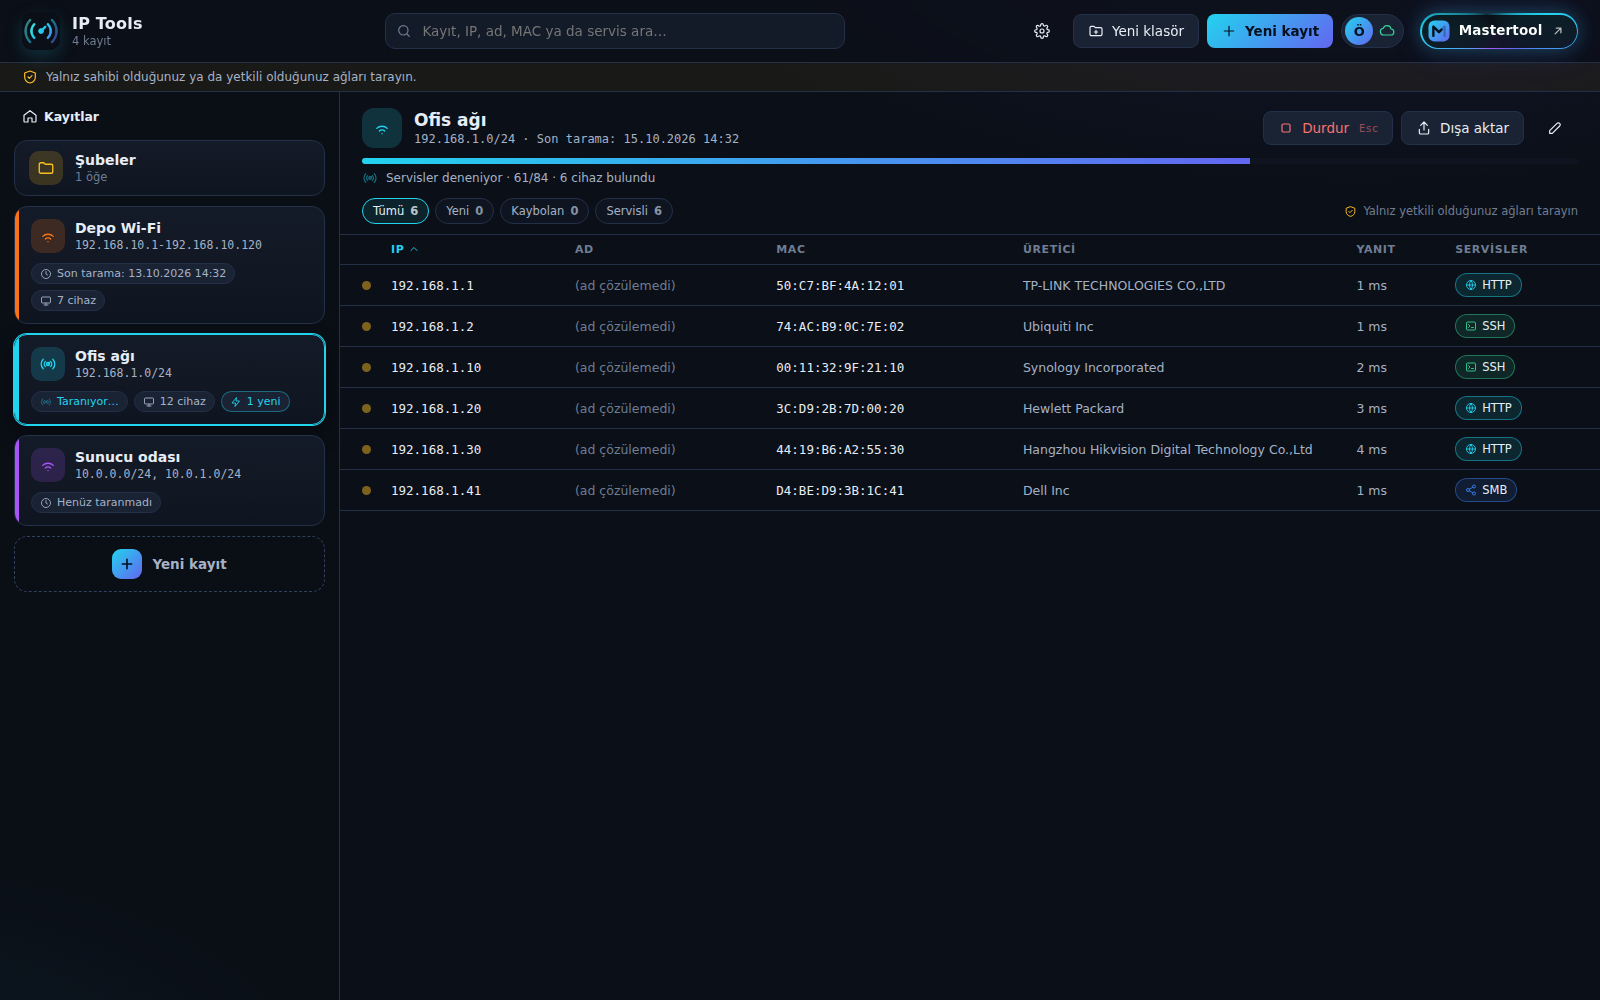 IP Tools
4 kayıt
Kayıt, IP, ad, MAC ya da servis ara...
Yeni klasör
Yeni kayıt
Ö
Mastertool
Yalnız sahibi olduğunuz ya da yetkili olduğunuz ağları tarayın.
Kayıtlar
Şubeler
1 öğe
Depo Wi-Fi
192.168.10.1-192.168.10.120
Son tarama: 13.10.2026 14:32
7 cihaz
Ofis ağı
192.168.1.0/24
Taranıyor... 12 cihaz 1 yeni
Sunucu odası
10.0.0.0/24, 10.0.1.0/24
Henüz taranmadı
Yeni kayıt
Ofis ağı
192.168.1.0/24 · Son tarama: 15.10.2026 14:32
Durdur Esc
Dışa aktar
Servisler deneniyor · 61/84 · 6 cihaz bulundu
Tümü 6 Yeni 0 Kaybolan 0 Servisli 6
Yalnız yetkili olduğunuz ağları tarayın
IP AD MAC ÜRETİCİ YANIT SERVİSLER
192.168.1.1 (ad çözülemedi) 50:C7:BF:4A:12:01 TP-LINK TECHNOLOGIES CO.,LTD 1 ms HTTP
192.168.1.2 (ad çözülemedi) 74:AC:B9:0C:7E:02 Ubiquiti Inc 1 ms SSH
192.168.1.10 (ad çözülemedi) 00:11:32:9F:21:10 Synology Incorporated 2 ms SSH
192.168.1.20 (ad çözülemedi) 3C:D9:2B:7D:00:20 Hewlett Packard 3 ms HTTP
192.168.1.30 (ad çözülemedi) 44:19:B6:A2:55:30 Hangzhou Hikvision Digital Technology Co.,Ltd 4 ms HTTP
192.168.1.41 (ad çözülemedi) D4:BE:D9:3B:1C:41 Dell Inc 1 ms SMB